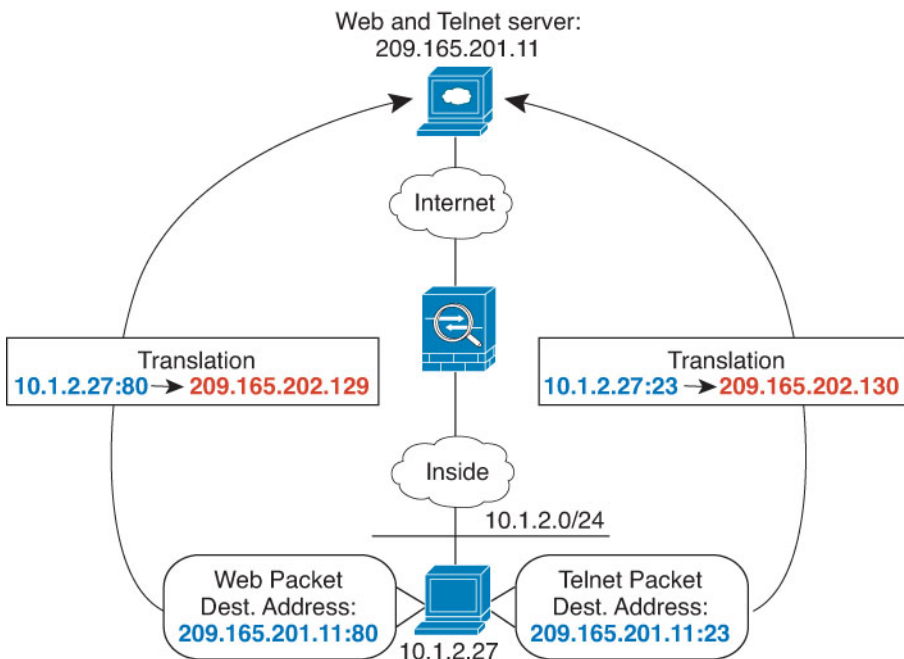 Web and Telnet server:
209.165.201.11
Internet
Translation
10.1.2.27:80 → 209.165.202.129
Translation
10.1.2.27:23 → 209.165.202.130
Inside
10.1.2.0/24
Web Packet
Dest. Address:
209.165.201.11:80
Telnet Packet
Dest. Address:
209.165.201.11:23
10.1.2.27